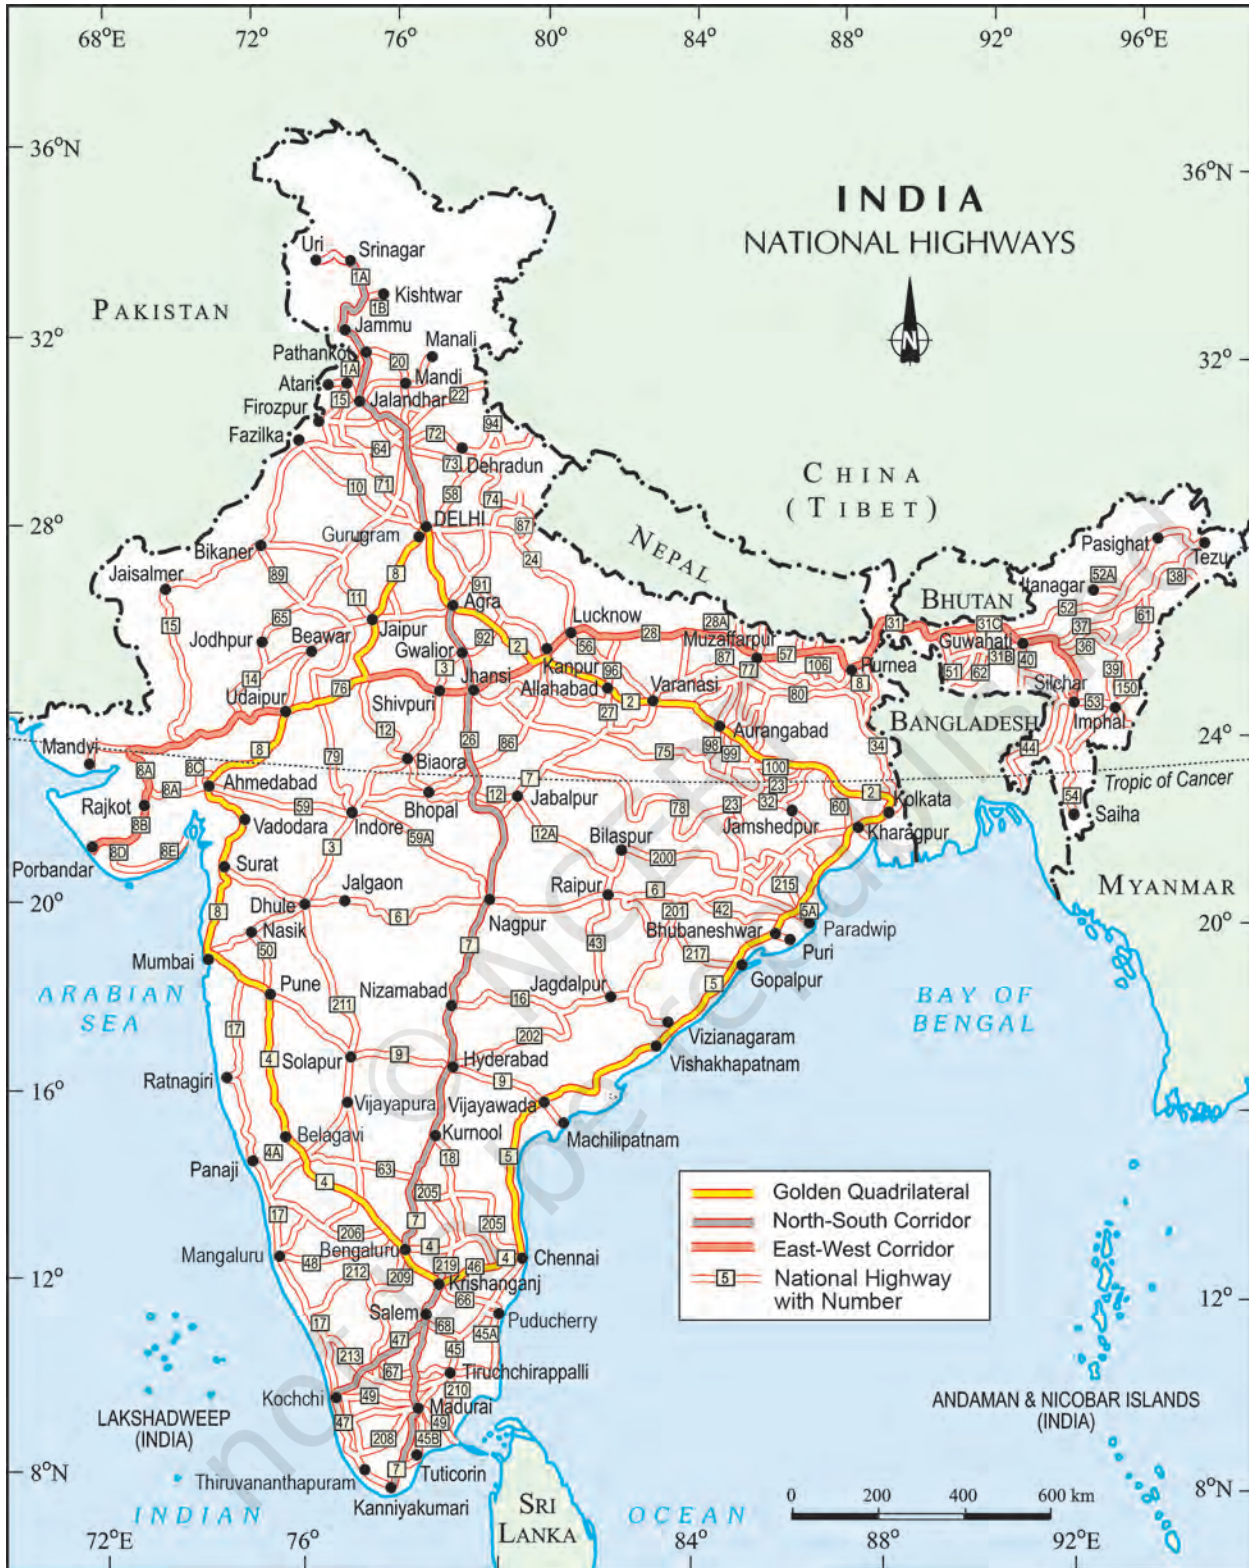 68°E 72° 76° 80° 84° 88° 92° 96°E
36°N
36°N
INDIA
NATIONAL HIGHWAYS
N
Uri
Srinagar
1A
Kishtwar
1B
PAKISTAN
Jammu
Manali
32°
32°
Pathankot
1A
20
Atari
Mandi
15
Jalandhar
22
Firozpur
94
72
Fazilka
64
73
Dehradun
10
71
58
74
CHINA
(TIBET)
28°
28°
DELHI
87
Gurugram
24
NEPAL
Bikaner
Pasighat
Tezu
Jaisalmer
89
8
91
Itanagar
52A
38
BHUTAN
11
Agra
Lucknow
28A
52
61
15
65
Jaipur
92
2
28
Muzaffarpur
31
31C
37
Jodhpur
Beawar
Gwalior
56
87
57
Guwahati
36
14
3
Kanpur
96
77
106
Purnea
31B
40
39
Udaipur
76
Jhansi
Allahabad
Varanasi
8
51
62
Silchar
150
Shivpuri
27
2
80
53
12
26
86
Aurangabad
BANGLADESH
Imphal
Mandvi
8
79
Biaora
75
98
99
34
44
24°
8A
8C
100
Tropic of Cancer
8A
Ahmedabad
7
23
2
Kolkata
54
Rajkot
59
Bhopal
12
Jabalpur
78
23
32
60
Saiha
8B
Vadodara
Indore
59A
12A
Bilaspur
Jamshedpur
Kharagpur
Porbandar
8D
8E
3
200
Surat
Jalgaon
Raipur
6
215
MYANMAR
20°
8
Dhule
6
Nagpur
201
42
5A
20°
Nasik
Bhubaneshwar
Paradwip
50
7
43
217
Puri
Mumbai
Gopalpur
ARABIAN
SEA
Pune
Nizamabad
Jagdalpur
5
BAY OF
BENGAL
211
16
17
202
Vizianagaram
Solapur
9
Hyderabad
Vishakhapatnam
4
9
Ratnagiri
16°
16°
Vijayapura
Vijayawada
Kurnool
Machilipatnam
Belagavi
4A
63
18
5
Panaji
4
205
Golden Quadrilateral
17
7
205
North-South Corridor
206
Mangaluru
Bengaluru
4
4
Chennai
East-West Corridor
48
212
209
219
46
12°
Krishanganj
5
National Highway
with Number
66
12°
17
Salem
68
Puducherry
47
45A
213
45
67
Tiruchchirappalli
Kochchi
49
210
LAKSHADWEEP
(INDIA)
47
Madurai
49
ANDAMAN & NICOBAR ISLANDS
(INDIA)
208
45B
8°N
7
Tuticorin
8°N
Thiruvananthapuram
Kanniyakumari
SRI
LANKA
INDIAN OCEAN
0 200 400 600 km
72° 76° 84° 88° 92°E
© NCERT
not to be republished